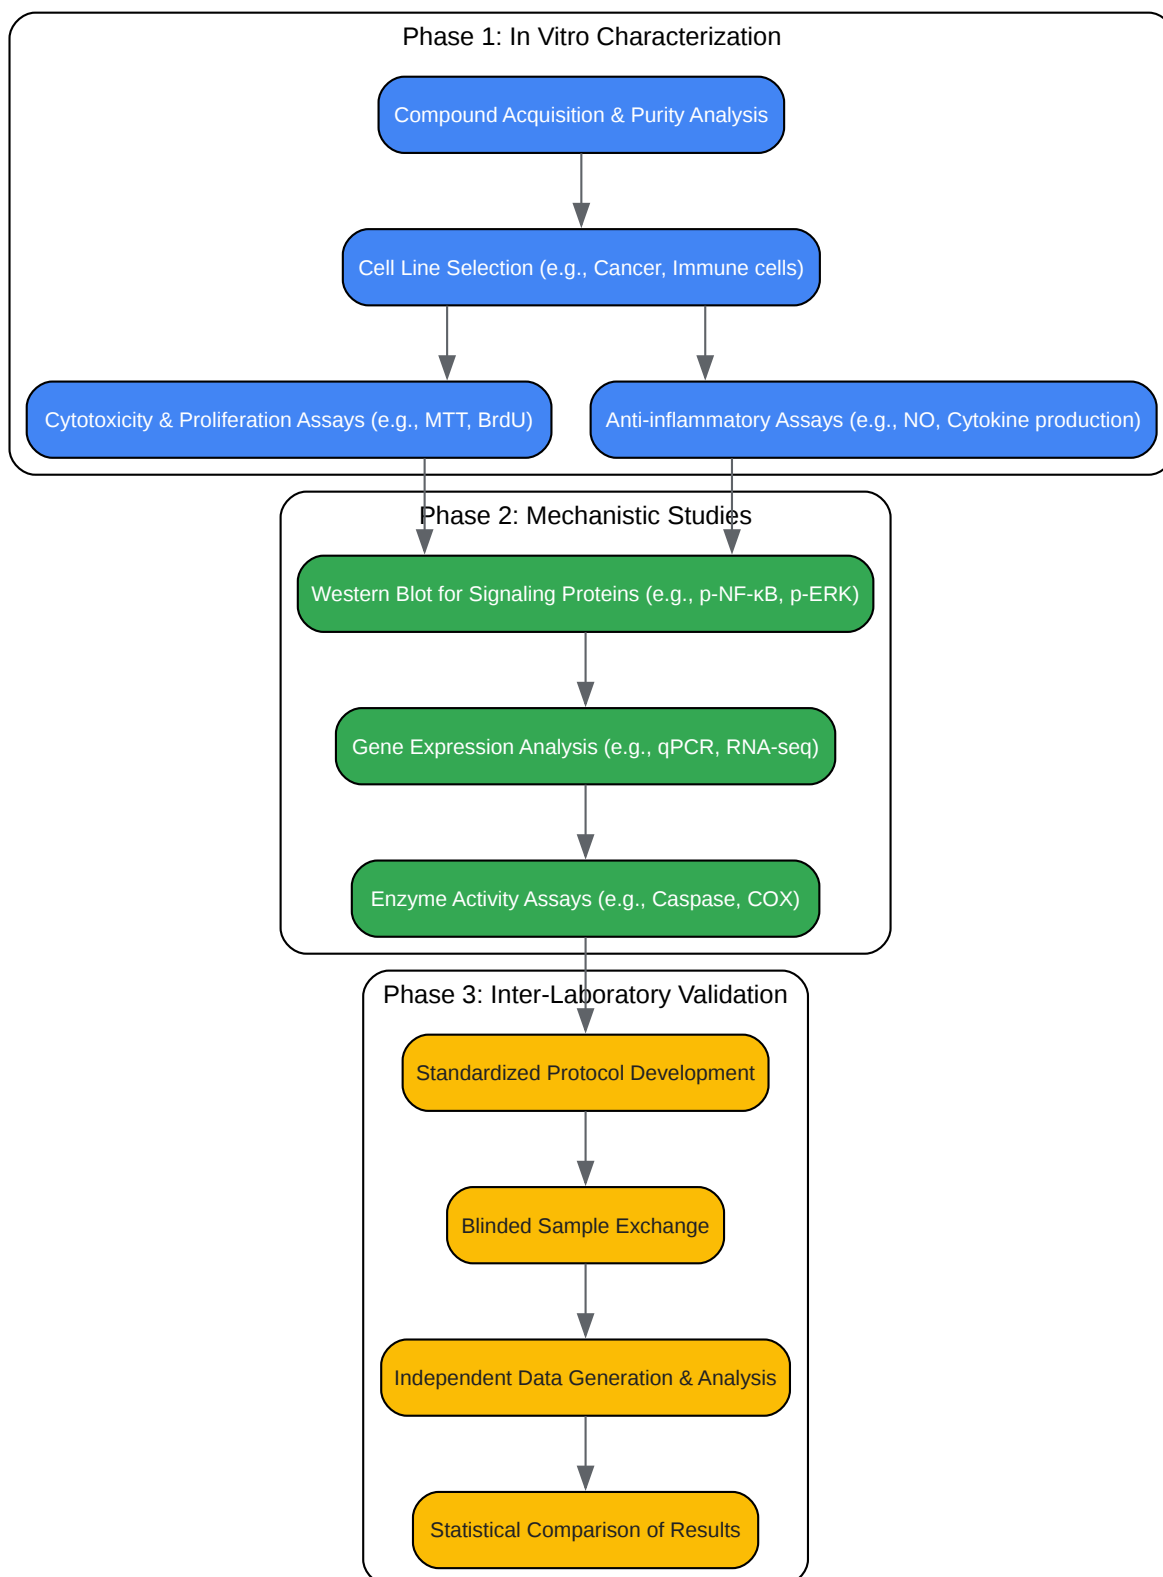 Phase 1: In Vitro Characterization
Compound Acquisition & Purity Analysis
Cell Line Selection (e.g., Cancer, Immune cells)
Cytotoxicity & Proliferation Assays (e.g., MTT, BrdU)
Anti-inflammatory Assays (e.g., NO, Cytokine production)
Phase 2: Mechanistic Studies
Western Blot for Signaling Proteins (e.g., p-NF-κB, p-ERK)
Gene Expression Analysis (e.g., qPCR, RNA-seq)
Enzyme Activity Assays (e.g., Caspase, COX)
Phase 3: Inter-Laboratory Validation
Standardized Protocol Development
Blinded Sample Exchange
Independent Data Generation & Analysis
Statistical Comparison of Results